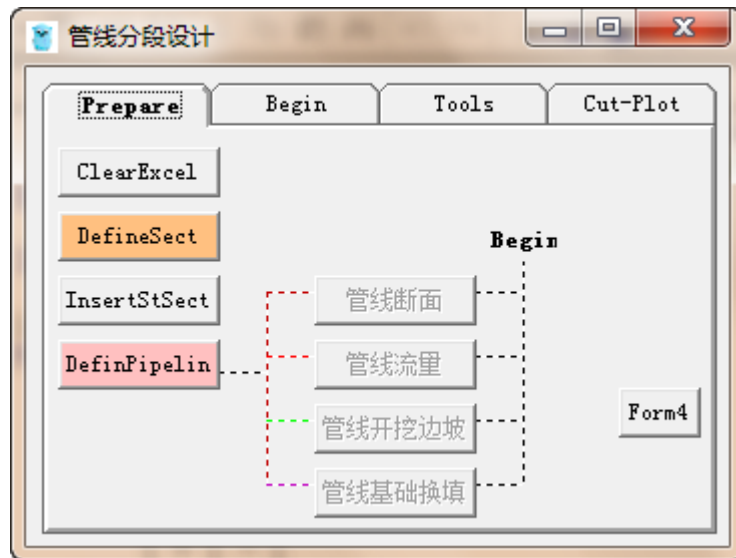 管线分段设计
Prepare Begin Tools Cut-Plot
ClearExcel
DefineSect
Begin
InsertStSect
管线断面
DefinPipelin
管线流里
Form4
管线开挖边坡
管线基础换填